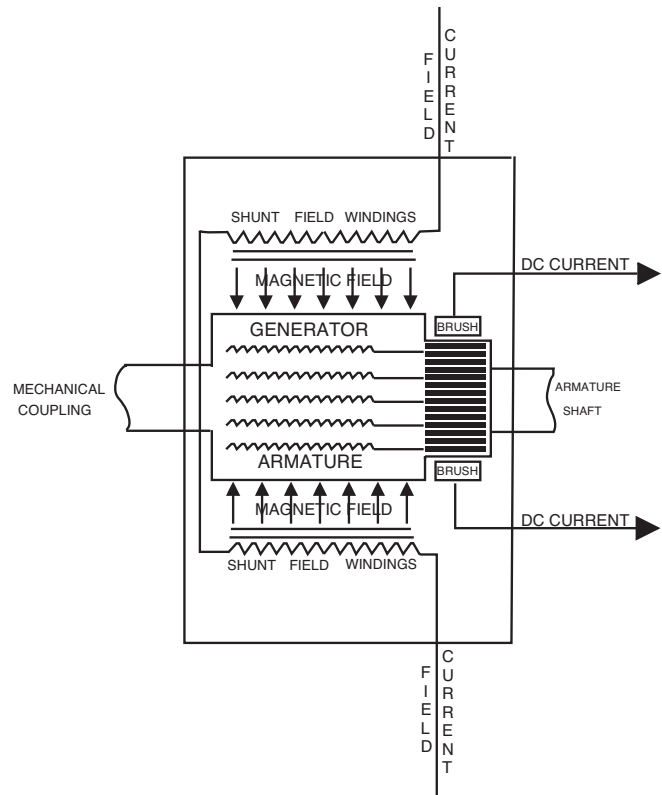 FIELD CURRENT
SHUNT FIELD WINDINGS
MAGNETIC FIELD
DC CURRENT
BRUSH
GENERATOR
MECHANICAL
COUPLING
ARMATURE
SHAFT
ARMATURE
BRUSH
MAGNETIC FIELD
DC CURRENT
SHUNT FIELD WINDINGS
FIELD CURRENT